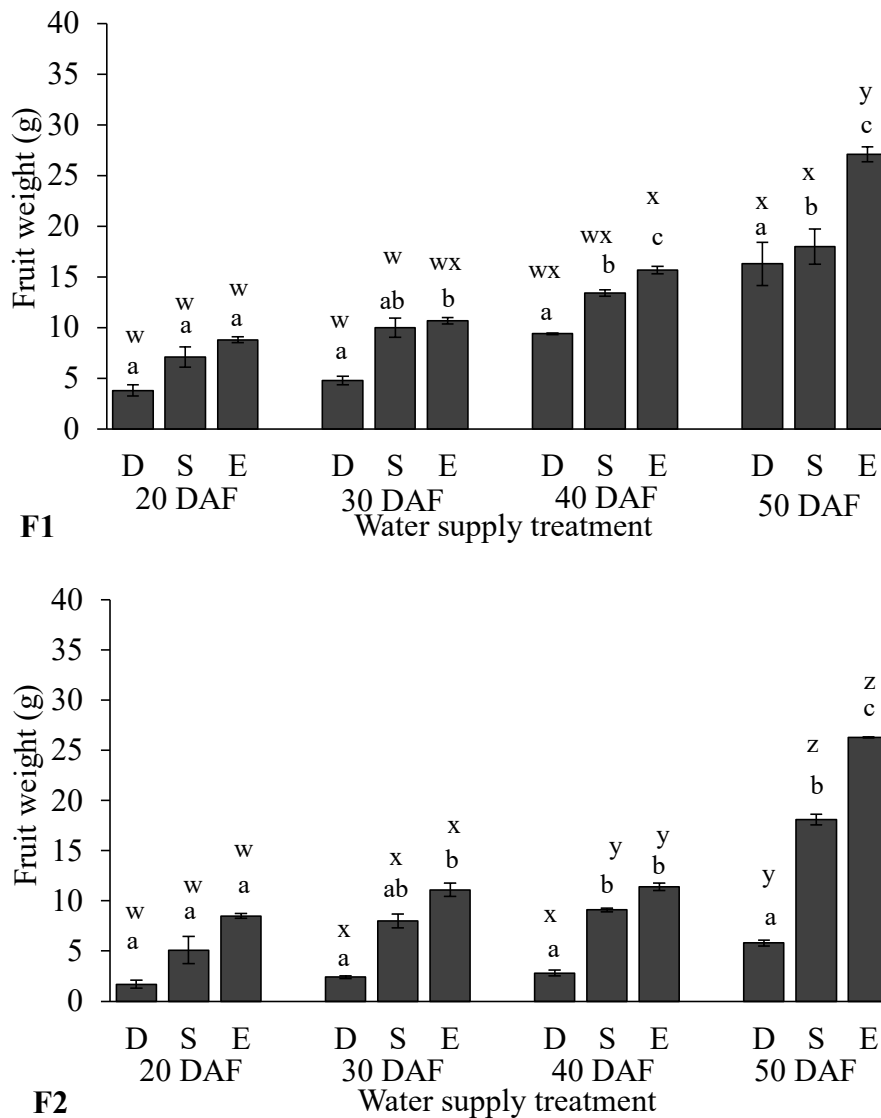 40
35
30
25
20
15
10
5
0
Fruit weight (g)
w
a
w
a
w
a
w
a
w
ab
wx
b
wx
a
wx
b
x
c
x
a
x
b
y
c
D S E D S E D S E D S E
20 DAF 30 DAF 40 DAF 50 DAF
F1 Water supply treatment
40
35
30
25
20
15
10
5
0
Fruit weight (g)
w
a
w
a
w
a
x
a
x
ab
x
b
x
a
y
b
y
b
y
a
z
b
z
c
D S E D S E D S E D S E
20 DAF 30 DAF 40 DAF 50 DAF
F2 Water supply treatment